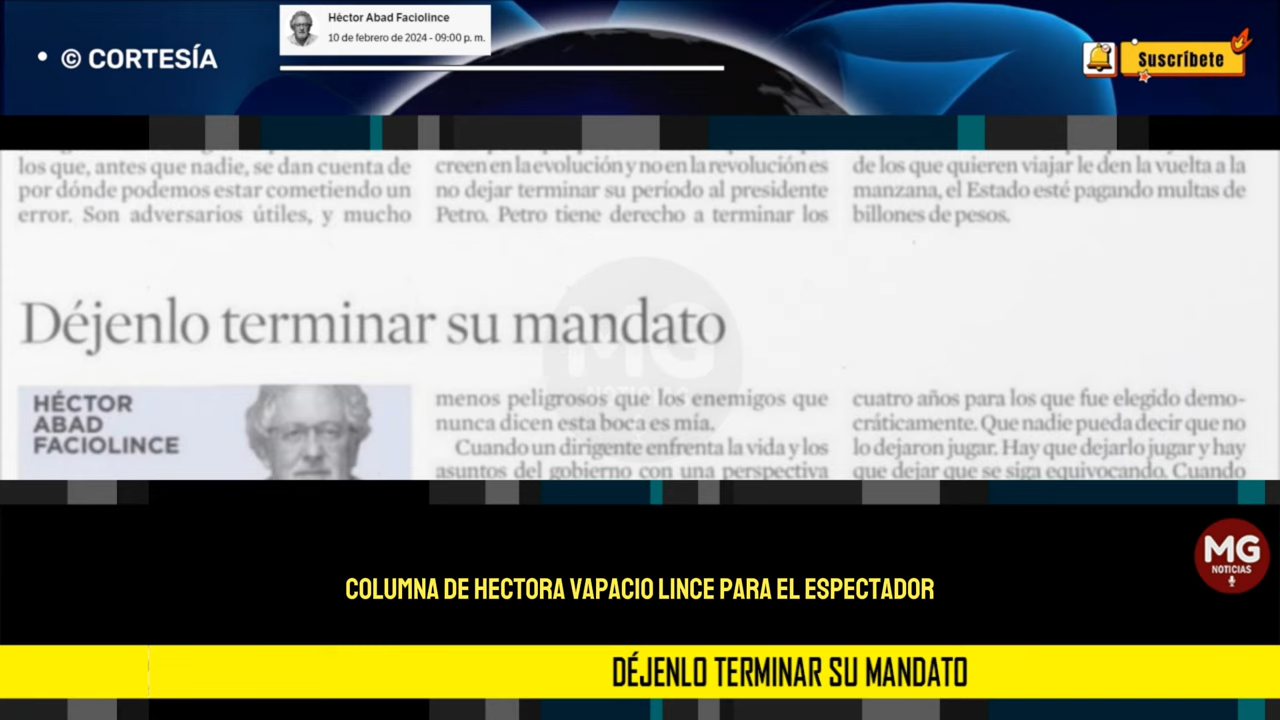 Héctor Abad Faciolince
10 de febrero de 2024 - 09:00 p. m.
• © CORTESÍA
Suscríbete
los que, antes que nadie, se dan cuenta de
por dónde podemos estar cometiendo un
error. Son adversarios útiles, y mucho
creen en la evolución y no en la revolución es
no dejar terminar su período al presidente
Petro. Petro tiene derecho a terminar los
de los que quieren viajar le den la vuelta a la
manzana, el Estado esté pagando multas de
billones de pesos.
Déjenlo terminar su mandato
HÉCTOR
ABAD
FACIOLINCE
menos peligrosos que los enemigos que
nunca dicen esta boca es mía.
Cuando un dirigente enfrenta la vida y los
asuntos del gobierno con una perspectiva
cuatro años para los que fue elegido demo-
cráticamente. Que nadie pueda decir que no
lo dejaron jugar. Hay que dejarlo jugar y hay
que dejar que se siga equivocando. Cuando
MG
NOTICIAS
MG
NOTICIAS
COLUMNA DE HECTORA VAPACIO LINCE PARA EL ESPECTADOR
DÉJENLO TERMINAR SU MANDATO